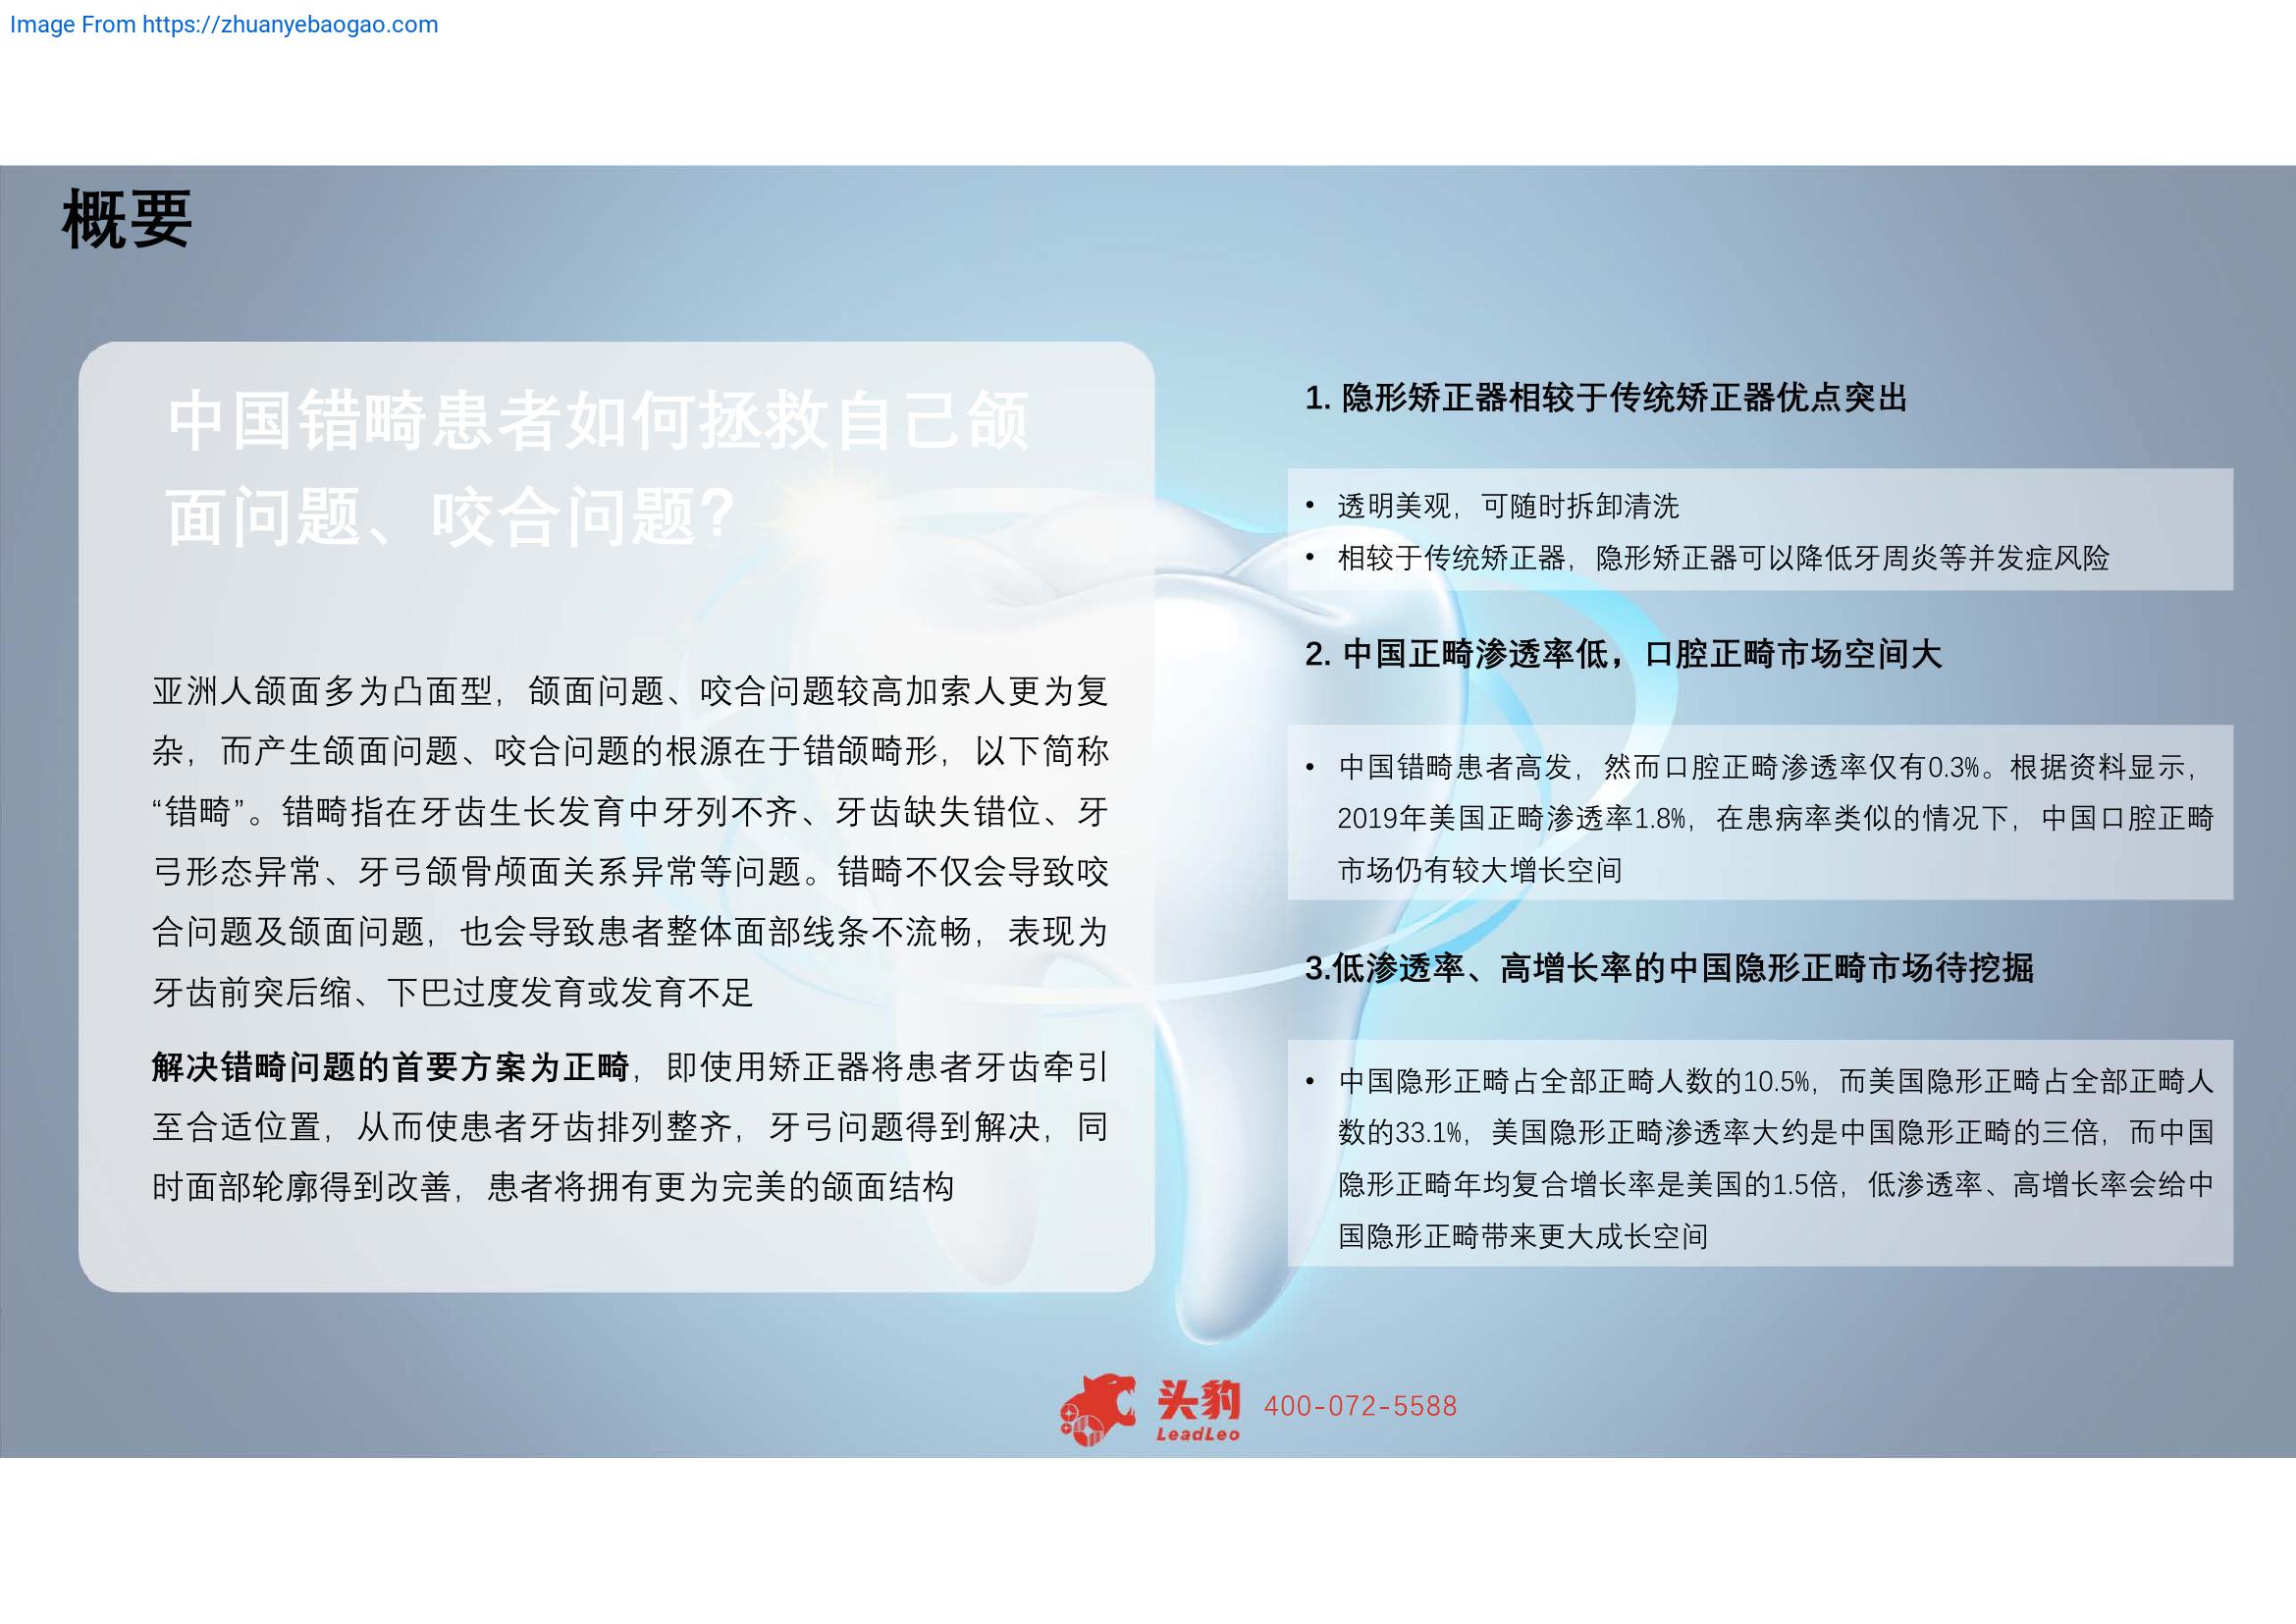 Image From https://zhuanyebaogao.com
概要
中国错畸患者如何拯救自己颌
面问题、咬合问题？
亚洲人颌面多为凸面型，颌面问题、咬合问题较高加索人更为复
杂，而产生颌面问题、咬合问题的根源在于错颌畸形，以下简称
“错畸”。错畸指在牙齿生长发育中牙列不齐、牙齿缺失错位、牙
弓形态异常、牙弓颌骨颅面关系异常等问题。错畸不仅会导致咬
合问题及颌面问题，也会导致患者整体面部线条不流畅，表现为
牙齿前突后缩、下巴过度发育或发育不足
解决错畸问题的首要方案为正畸，即使用矫正器将患者牙齿牵引
至合适位置，从而使患者牙齿排列整齐，牙弓问题得到解决，同
时面部轮廓得到改善，患者将拥有更为完美的颌面结构
1. 隐形矫正器相较于传统矫正器优点突出
• 透明美观，可随时拆卸清洗
• 相较于传统矫正器，隐形矫正器可以降低牙周炎等并发症风险
2. 中国正畸渗透率低，口腔正畸市场空间大
• 中国错畸患者高发，然而口腔正畸渗透率仅有0.3%。根据资料显示，
2019年美国正畸渗透率1.8%，在患病率类似的情况下，中国口腔正畸
市场仍有较大增长空间
3.低渗透率、高增长率的中国隐形正畸市场待挖掘
• 中国隐形正畸占全部正畸人数的10.5%，而美国隐形正畸占全部正畸人
数的33.1%，美国隐形正畸渗透率大约是中国隐形正畸的三倍，而中国
隐形正畸年均复合增长率是美国的1.5倍，低渗透率、高增长率会给中
国隐形正畸带来更大成长空间
头豹
LeadLeo
400-072-5588